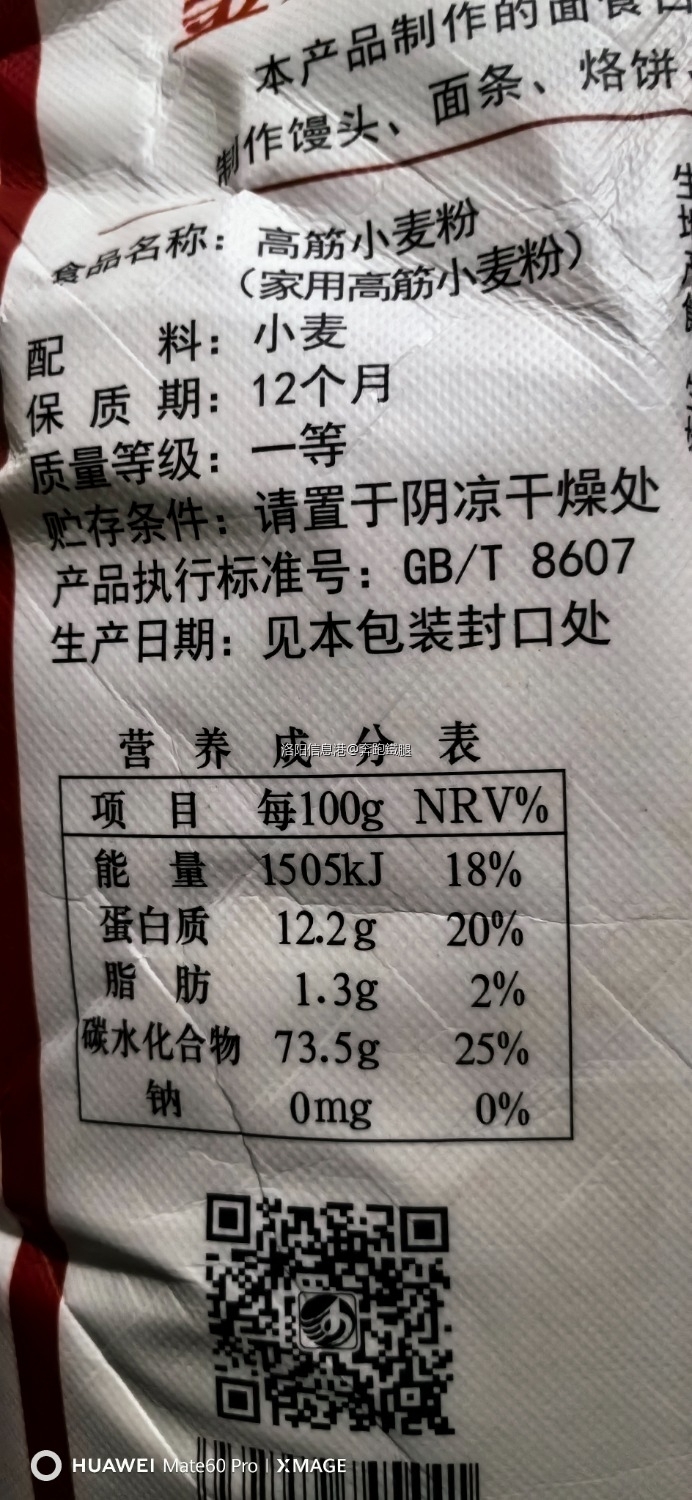 本产品制作的面食口
制作馒头、面条、烙饼、
食品名称：高筋小麦粉
（家用高筋小麦粉）
配 料：小麦
保 质 期：12个月
质量等级：一等
贮存条件：请置于阴凉干燥处
产品执行标准号：GB/T 8607
生产日期：见本包装封口处
营 养 成 分 表
洛阳信息港@奔跑鐡腿
项 目 每100g NRV%
能 量 1505kJ 18%
蛋白质 12.2g 20%
脂 肪 1.3g 2%
碳水化合物 73.5g 25%
钠 0mg 0%
HUAWEI Mate60 Pro | XMAGE